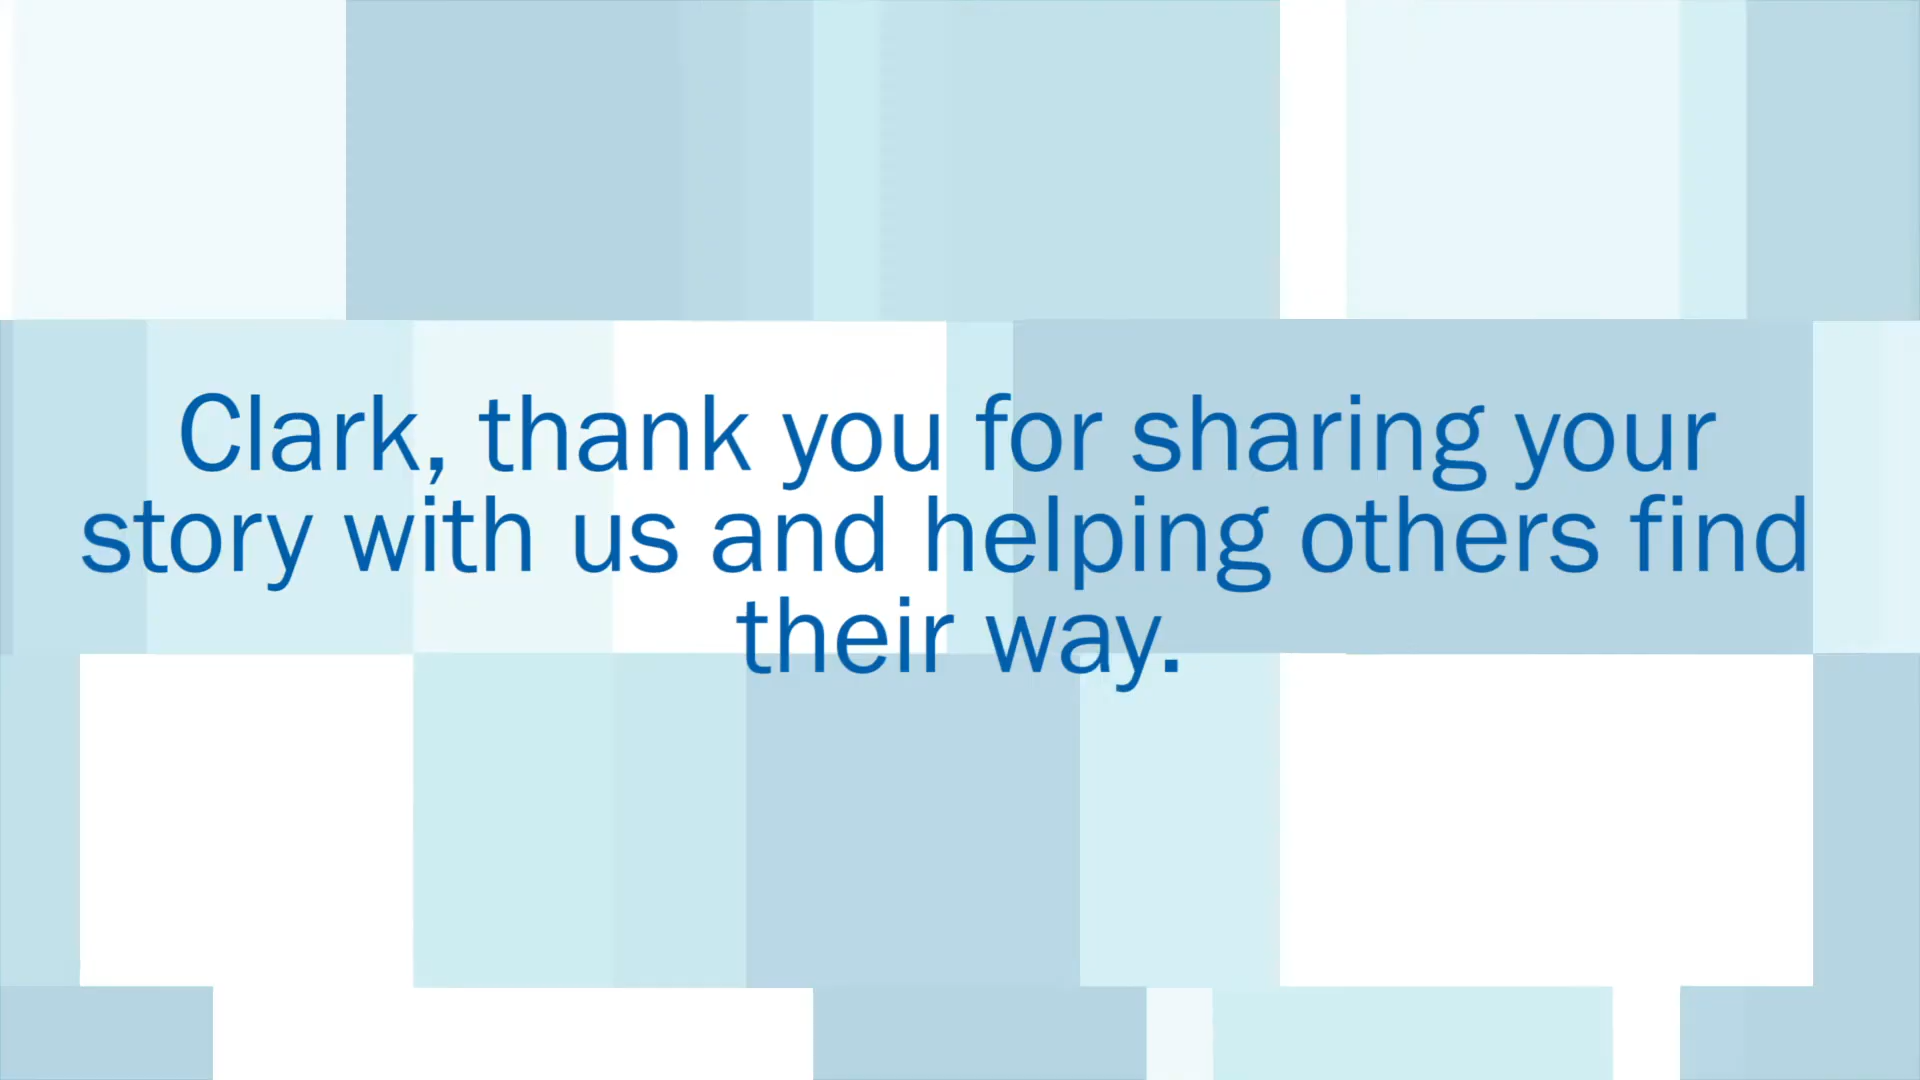 Clark, thank you for sharing your
story with us and helping others find
their way.